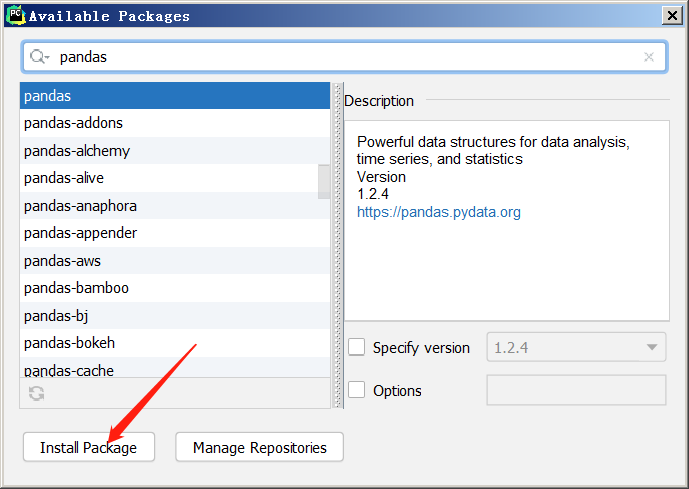 PC
Available Packages
pandas
pandas
pandas-addons
pandas-alchemy
pandas-alive
pandas-anaphora
pandas-appender
pandas-aws
pandas-bamboo
pandas-bj
pandas-bokeh
pandas-cache
Description
Powerful data structures for data analysis,
time series, and statistics
Version
1.2.4
https://pandas.pydata.org
Specify version
1.2.4
Options
Install Package
Manage Repositories